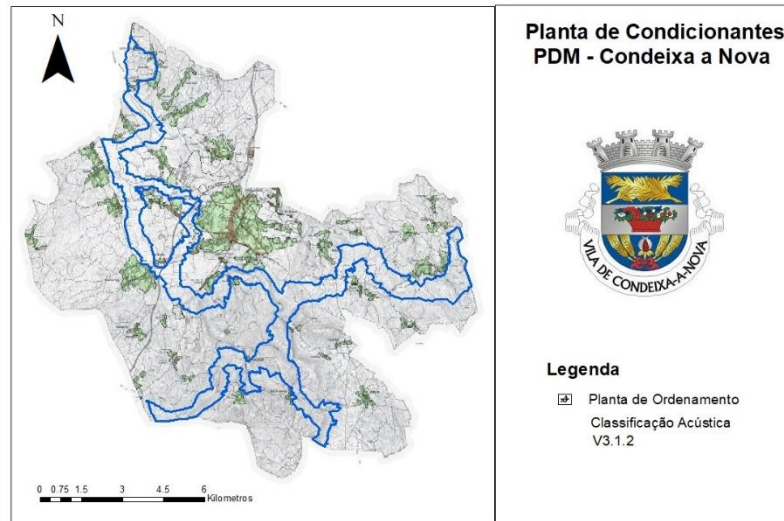 N
Planta de Condicionantes
PDM - Condeixa a Nova
VILA DE CONDEIXA-A-NOVA
Legenda
Planta de Ordenamento
Classificação Acústica
V3.1.2
0 0.75 1.5 3 4.5 6
Kilometros